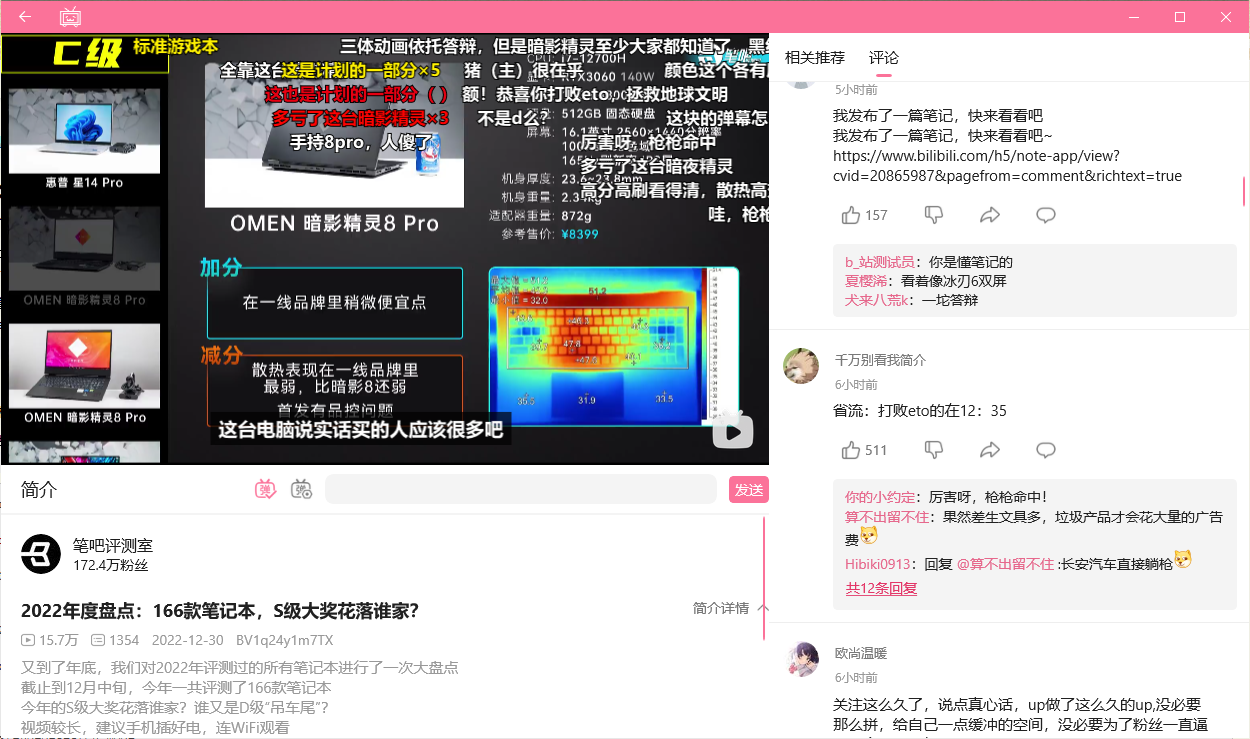 C级
标准游戏本
惠普 星14 Pro
OMEN 暗影精灵8 Pro
OMEN 暗影精灵8 Pro
三体动画依托答辩，但是暗影精灵至少大家都知道了
CPU: i7-12700H
全靠这台
这是计划的一部分×5
猪（主）很在乎
RTX3060 140W
颜色这个各有
这也是计划的一部分（ ）
额！恭喜你打败eto，拯救地球文明
多亏了这台暗影精灵×3
不是d么？
512GB 固态硬盘
这块的弹幕怎
屏幕：
16.1英寸 2560×1440分辨率
手持8pro，人傻了
厉害呀，枪枪命中
多亏了这台暗夜精灵
机身厚度：
23.6~23.8mm
高分高刷看得清，散热高
机身重量：
适配器重量：
872g
哇，枪枪
参考售价：
¥8399
OMEN 暗影精灵8 Pro
加分
在一线品牌里稍微便宜点
减分
散热表现在一线品牌里
最弱，比暗影8还弱
首发有品控问题
51.2
47.8
35.5
31.9
33.5
这台电脑说实话买的人应该很多吧
简介
弹
弹
发送
笔吧评测室
172.4万粉丝
2022年度盘点：166款笔记本，S级大奖花落谁家？
简介详情
15.7万
1354
2022-12-30
BV1q24y1m7TX
又到了年底，我们对2022年评测过的所有笔记本进行了一次大盘点
截止到12月中旬，今年一共评测了166款笔记本
今年的S级大奖花落谁家？谁又是D级“吊车尾”？
视频较长，建议手机插好电，连WiFi观看
相关推荐
评论
5小时前
我发布了一篇笔记，快来看看吧
我发布了一篇笔记，快来看看吧~
https://www.bilibili.com/h5/note-app/view?
cvid=20865987&pagefrom=comment&richtext=true
157
b_站测试员：你是懂笔记的
夏樱浠：看着像冰刃6双屏
犬来八荒k：一坨答辩
千万别看我简介
6小时前
省流：打败eto的在12：35
511
你的小约定：厉害呀，枪枪命中！
算不出留不住：果然差生文具多，垃圾产品才会花大量的广告
费
Hibiki0913：回复 @算不出留不住 :长安汽车直接躺枪
共12条回复
欧尚温暖
6小时前
关注这么久了，说点真心话，up做了这么久的up,没必要
那么拼，给自己一点缓冲的空间，没必要为了粉丝一直逼